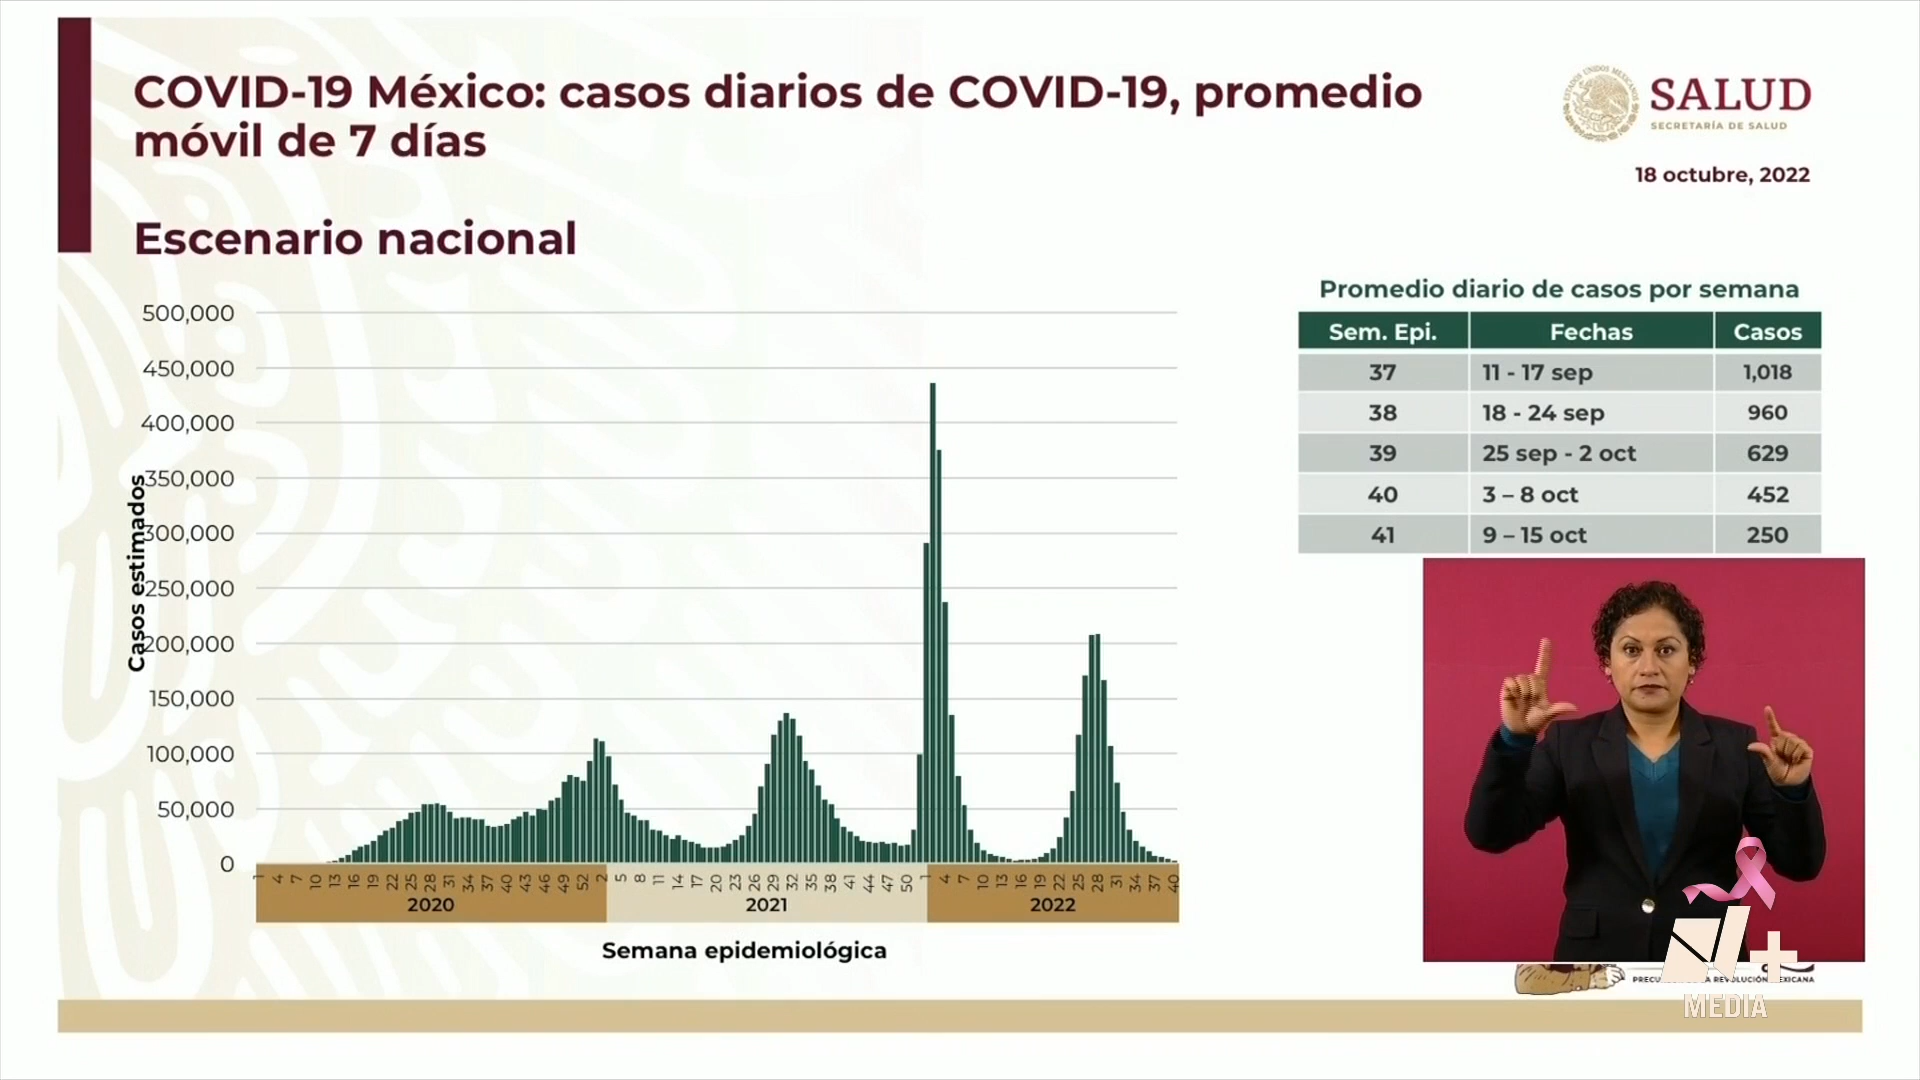 COVID-19 México: casos diarios de COVID-19, promedio
móvil de 7 días
SALUD
SECRETARÍA DE SALUD
18 octubre, 2022
Escenario nacional
Promedio diario de casos por semana
Sem. Epi. Fechas Casos
37 11 - 17 sep 1,018
38 18 - 24 sep 960
39 25 sep - 2 oct 629
40 3 – 8 oct 452
41 9 – 15 oct 250
Casos estimados
500,000
450,000
400,000
350,000
300,000
250,000
200,000
150,000
100,000
50,000
0
1 4 7 10 13 16 19 22 25 28 31 34 37 40 43 46 49 52 2 5 8 11 14 17 20 23 26 29 32 35 38 41 44 47 50 1 4 7 10 13 16 19 22 25 28 31 34 37 40
2020 2021 2022
Semana epidemiológica
REVOLUCIÓN MEXICANA
N+
MEDIA